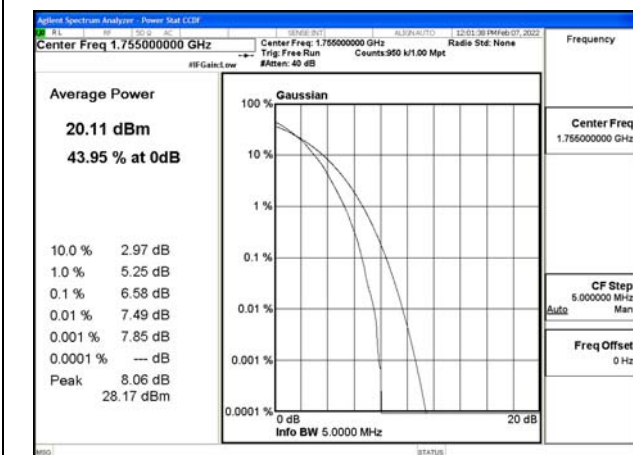 Agilent Spectrum Analyzer - Power Stat CCDF
RL RF 50 Ω AC SENSE:INT ALIGN AUTO 12:01:38 PM Feb 07, 2022
Center Freq 1.755000000 GHz
Center Freq: 1.755000000 GHz Radio Std: None
Trig: Free Run Counts:950 k/1.00 Mpt
#IFGain:Low #Atten: 40 dB
Frequency
Average Power
20.11 dBm
43.95 % at 0dB
10.0 % 2.97 dB
1.0 % 5.25 dB
0.1 % 6.58 dB
0.01 % 7.49 dB
0.001 % 7.85 dB
0.0001 % --- dB
Peak 8.06 dB
28.17 dBm
Gaussian
100 %
10 %
1 %
0.1 %
0.01 %
0.001 %
0.0001 %
0 dB 20 dB
Info BW 5.0000 MHz
Center Freq
1.755000000 GHz
CF Step
5.000000 MHz
Auto Man
Freq Offset
0 Hz
MSG STATUS